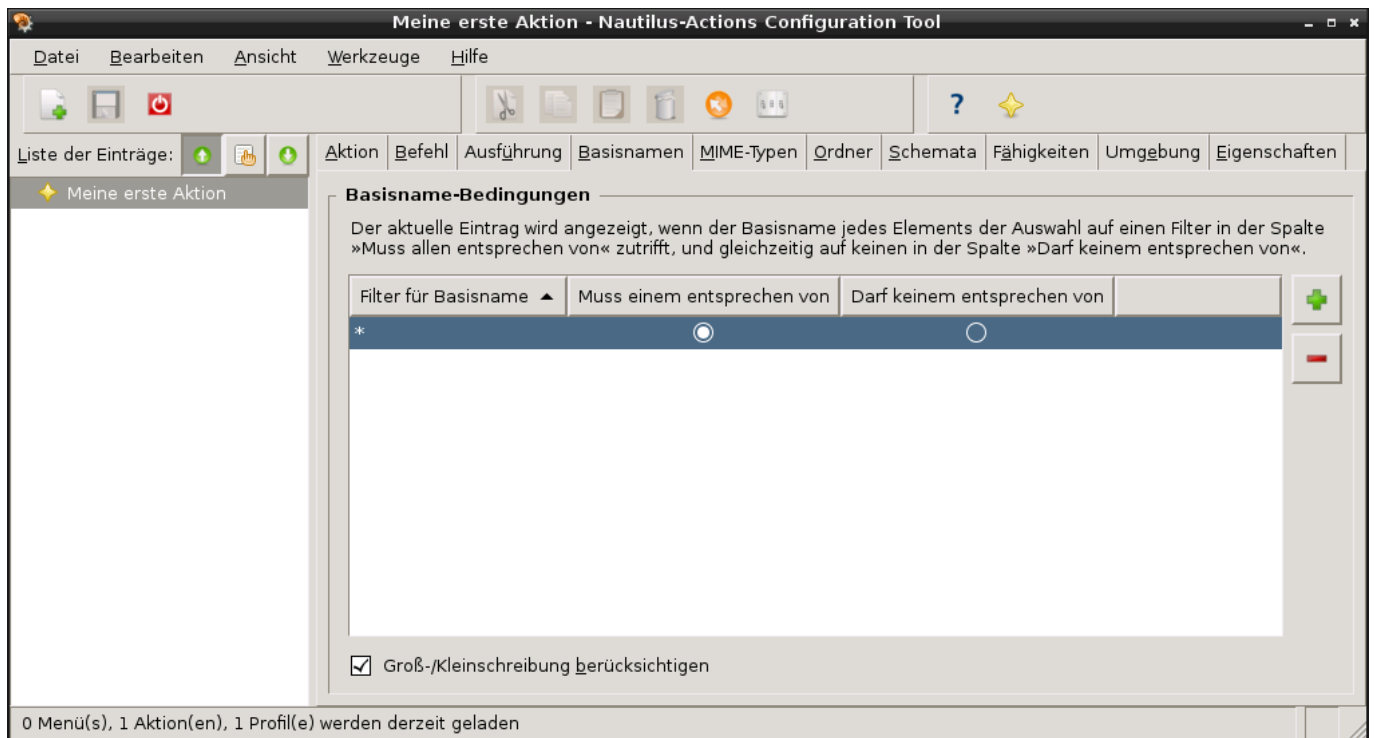 Meine erste Aktion - Nautilus-Actions Configuration Tool
Datei Bearbeiten Ansicht Werkzeuge Hilfe
?
Liste der Einträge: Aktion Befehl Ausführung Basisnamen MIME-Typen Ordner Schemata Fähigkeiten Umgebung Eigenschaften
Meine erste Aktion
Basisname-Bedingungen
Der aktuelle Eintrag wird angezeigt, wenn der Basisname jedes Elements der Auswahl auf einen Filter in der Spalte
»Muss allen entsprechen von« zutrifft, und gleichzeitig auf keinen in der Spalte »Darf keinem entsprechen von«.
Filter für Basisname Muss einem entsprechen von Darf keinem entsprechen von
*
Groß-/Kleinschreibung berücksichtigen
0 Menü(s), 1 Aktion(en), 1 Profil(e) werden derzeit geladen